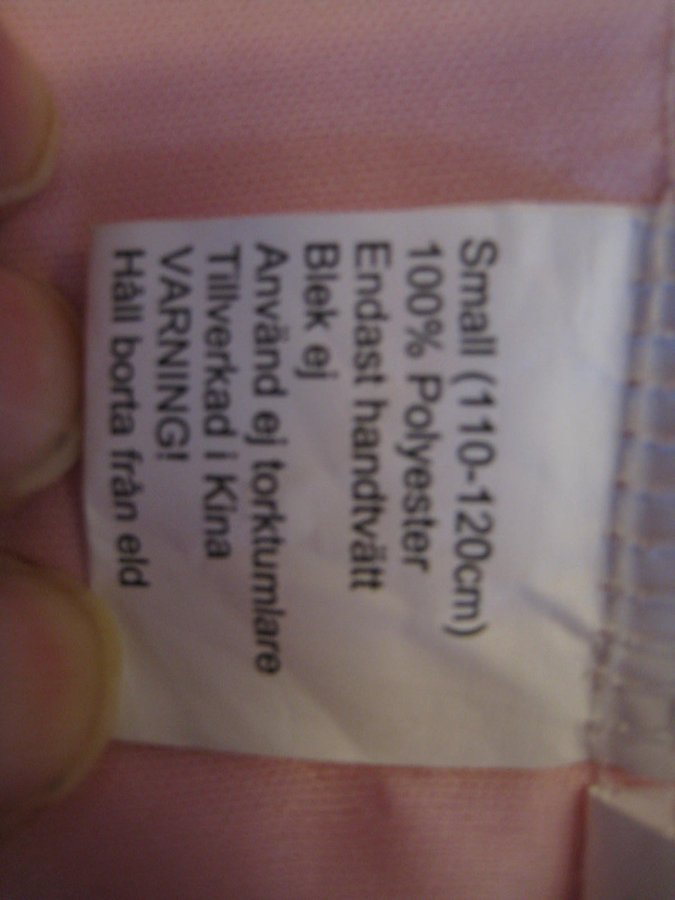 Small (110-120cm)
100% Polyester
Endast handtvätt
Blek ej
Använd ej torktumlare
Tillverkad i Kina
VARNING!
Håll borta från eld